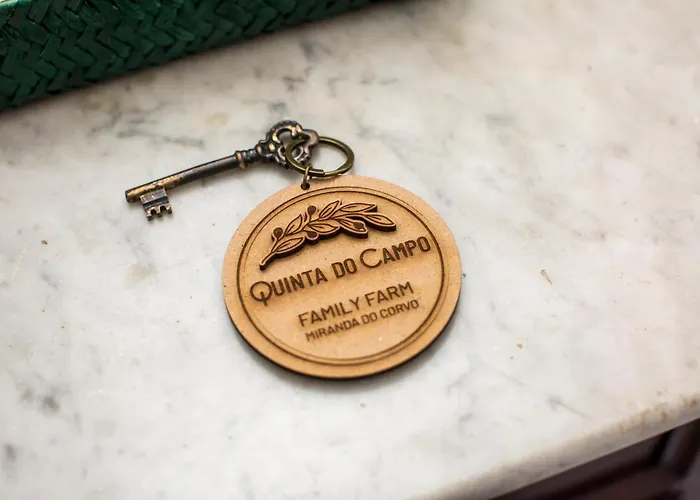 QUINTA DO CAMPO
FAMILY FARM
MIRANDA DO CORVO